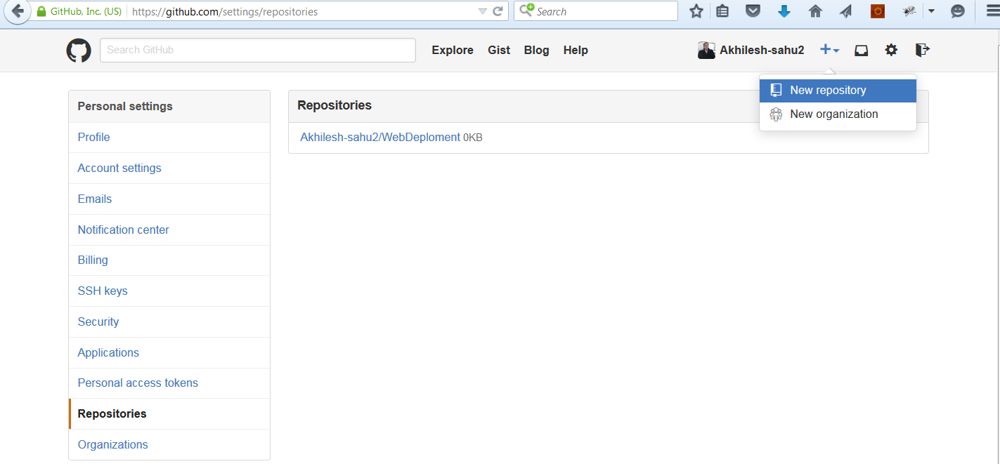 GitHub, Inc. (US) https://github.com/settings/repositories Search
Search GitHub Explore Gist Blog Help Akhilesh-sahu2
New repository
New organization
Personal settings
Profile
Account settings
Emails
Notification center
Billing
SSH keys
Security
Applications
Personal access tokens
Repositories
Organizations
Repositories
Akhilesh-sahu2/WebDeploment 0KB